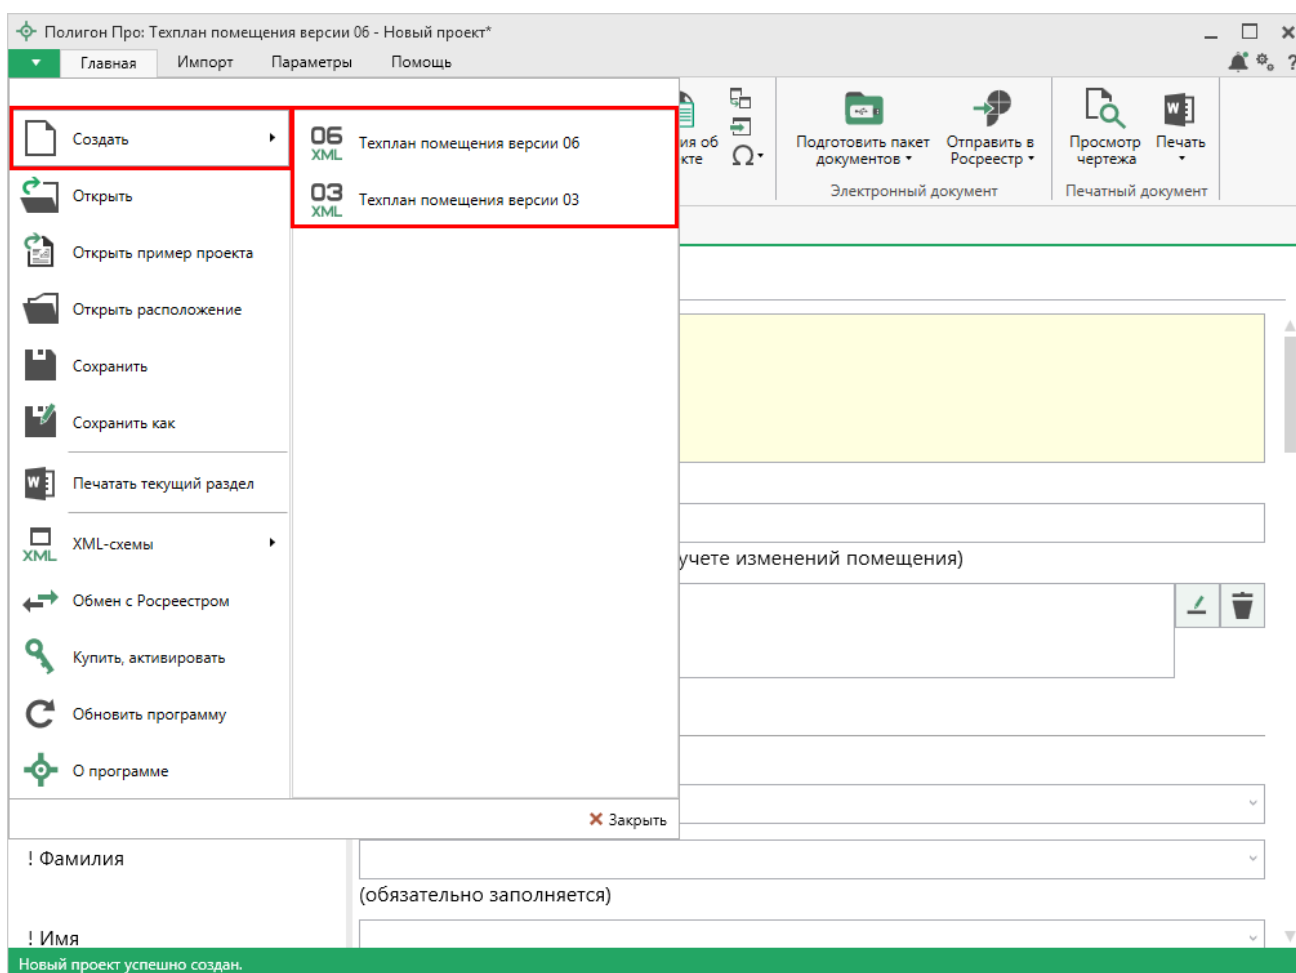 Полигон Про: Техплан помещения версии 06 - Новый проект*
Главная Импорт Параметры Помощь
Создать
06 XML Техплан помещения версии 06
03 XML Техплан помещения версии 03
Открыть
Открыть пример проекта
Открыть расположение
Сохранить
Сохранить как
Печатать текущий раздел
XML XML-схемы
Обмен с Росреестром
Купить, активировать
Обновить программу
О программе
Закрыть
Подготовить пакет
документов
Отправить в
Росреестр
Электронный документ
Просмотр
чертежа
Печать
Печатный документ
учете изменений помещения)
! Фамилия
(обязательно заполняется)
! Имя
Новый проект успешно создан.